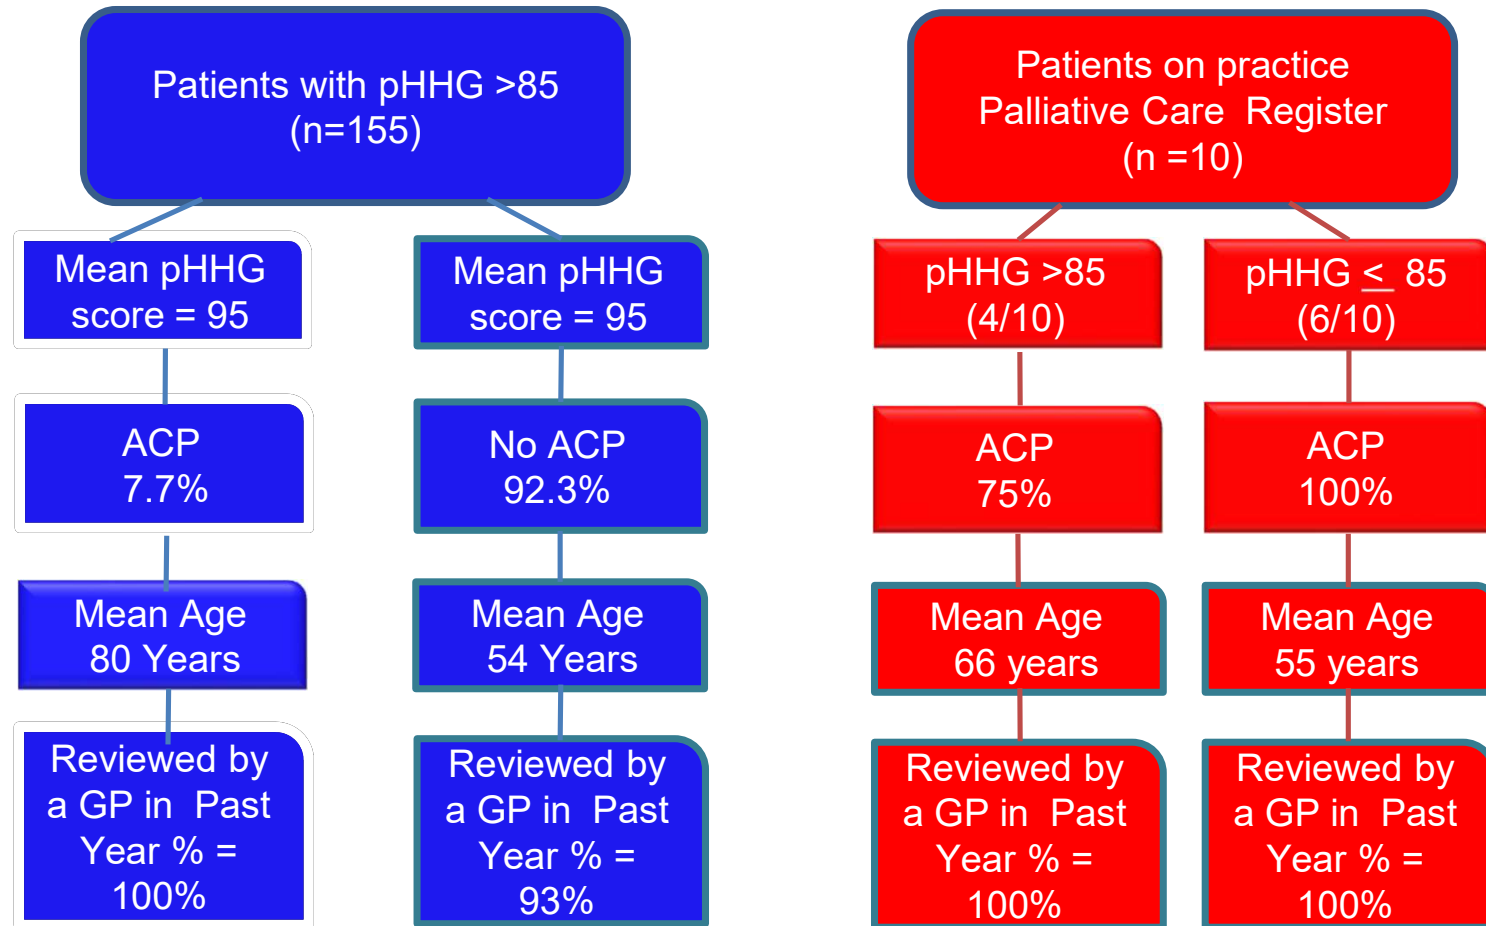 Patients with pHHG >85
(n=155)
Mean pHHG
score = 95
ACP
7.7%
Mean Age
80 Years
Reviewed by
a GP in Past
Year % =
100%
Mean pHHG
score = 95
No ACP
92.3%
Mean Age
54 Years
Reviewed by
a GP in Past
Year % =
93%
Patients on practice
Palliative Care Register
(n =10)
pHHG >85
(4/10)
ACP
75%
Mean Age
66 years
Reviewed by
a GP in Past
Year % =
100%
pHHG < 85
(6/10)
ACP
100%
Mean Age
55 years
Reviewed by
a GP in Past
Year % =
100%